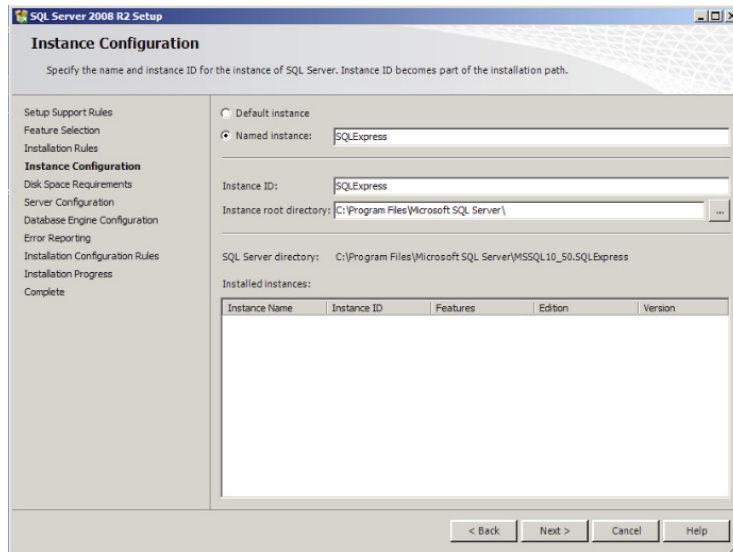 SQL Server 2008 R2 Setup
Instance Configuration
Specify the name and instance ID for the instance of SQL Server. Instance ID becomes part of the installation path.
Setup Support Rules
Feature Selection
Installation Rules
Instance Configuration
Disk Space Requirements
Server Configuration
Database Engine Configuration
Error Reporting
Installation Configuration Rules
Installation Progress
Complete
Default instance
Named instance: SQLExpress
Instance ID: SQLExpress
Instance root directory: C:\Program Files\Microsoft SQL Server\ ...
SQL Server directory: C:\Program Files\Microsoft SQL Server\MSSQL10_50.SQLExpress
Installed instances:
Instance Name Instance ID Features Edition Version
< Back Next > Cancel Help